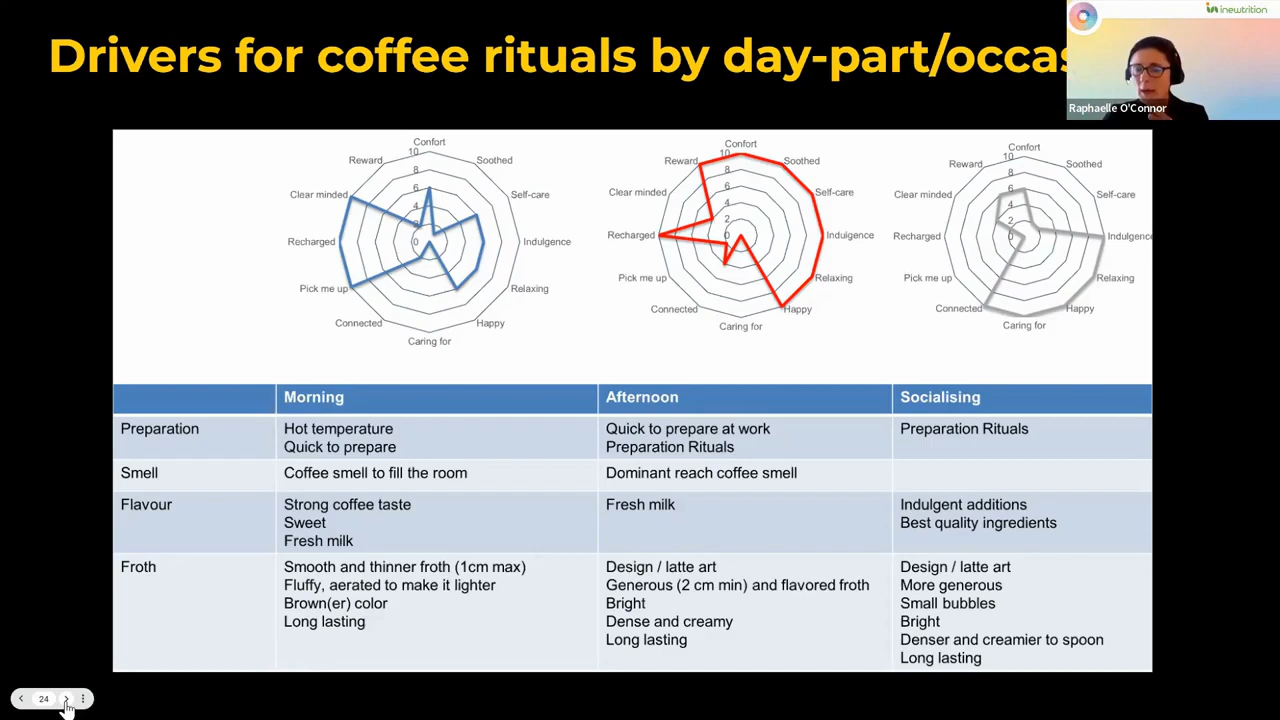 Drivers for coffee rituals by day-part/occas
inewtrition
Raphaelle O'Connor
Confort
Reward
Soothed
Clear minded
Self-care
Recharged
Indulgence
Pick me up
Relaxing
Connected
Happy
Caring for
10
8
6
4
2
0
Confort
Reward
Soothed
Clear minded
Self-care
Recharged
Indulgence
Pick me up
Relaxing
Connected
Happy
Caring for
10
8
6
4
2
0
Confort
Reward
Soothed
Clear minded
Self-care
Recharged
Indulgence
Pick me up
Relaxing
Connected
Happy
Caring for
10
8
6
4
2
0
Morning
Afternoon
Socialising
Preparation
Hot temperature
Quick to prepare
Quick to prepare at work
Preparation Rituals
Preparation Rituals
Smell
Coffee smell to fill the room
Dominant reach coffee smell
Flavour
Strong coffee taste
Sweet
Fresh milk
Fresh milk
Indulgent additions
Best quality ingredients
Froth
Smooth and thinner froth (1cm max)
Fluffy, aerated to make it lighter
Brown(er) color
Long lasting
Design / latte art
Generous (2 cm min) and flavored froth
Bright
Dense and creamy
Long lasting
Design / latte art
More generous
Small bubbles
Bright
Denser and creamier to spoon
Long lasting
24